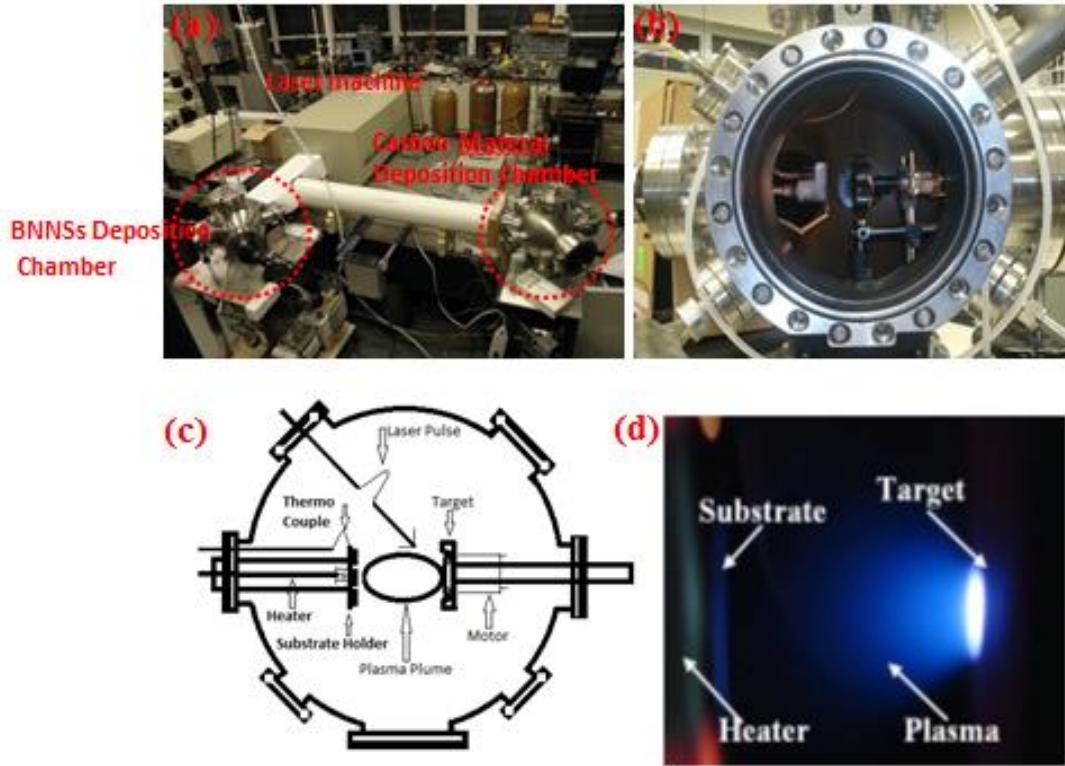 (a)
Laser machine
Carbon Material
Deposition Chamber
BNNSs Depositing
Chamber
(b)
(c)
Laser Pulse
Thermo
Couple
Target
Heater
Substrate Holder
Plasma Plume
Motor
(d)
Substrate
Target
Heater
Plasma